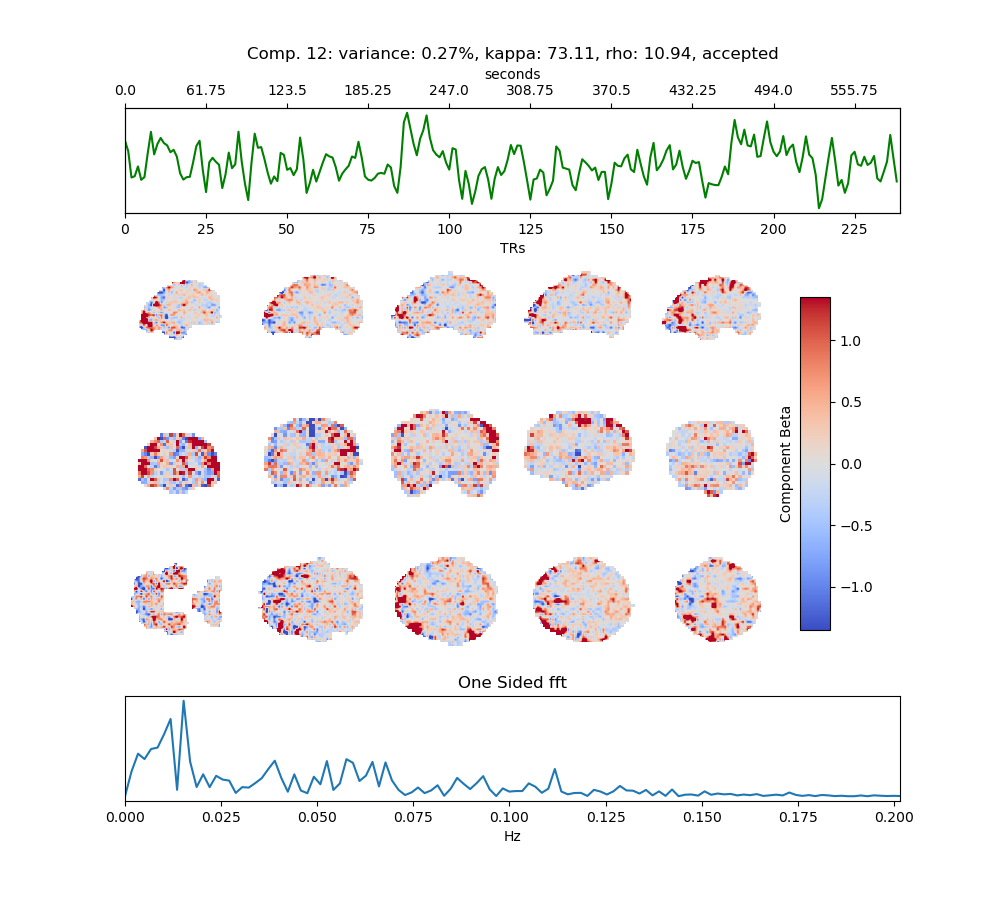 Comp. 12: variance: 0.27%, kappa: 73.11, rho: 10.94, accepted
seconds
0.0 61.75 123.5 185.25 247.0 308.75 370.5 432.25 494.0 555.75
0 25 50 75 100 125 150 175 200 225
TRs
1.0
0.5
0.0
−0.5
−1.0
Component Beta
One Sided fft
0.000 0.025 0.050 0.075 0.100 0.125 0.150 0.175 0.200
Hz